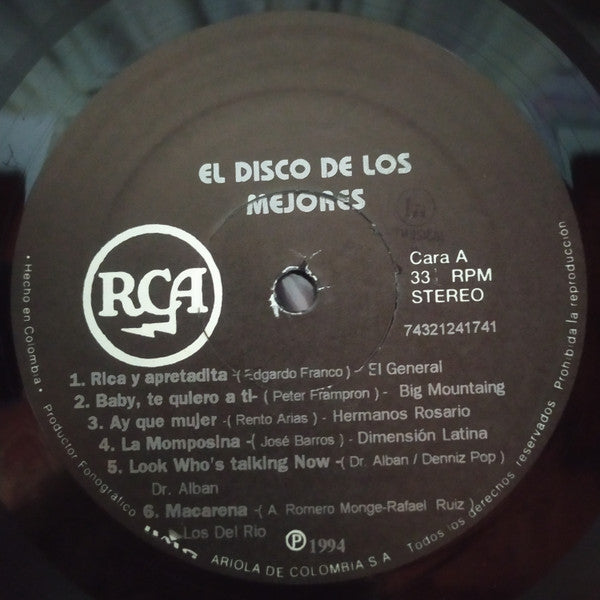 EL DISCO DE LOS
MEJORES
RCA
Cara A
33 RPM
STEREO
74321241741
1. Rica y apretadita -( Edgardo Franco ) - El General
2. Baby, te quiero a ti- ( Peter Frampron ) - Big Mountaing
3. Ay que mujer - ( Rento Arias ) - Hermanos Rosario
4. La Momposina - ( José Barros ) - Dimensión Latina
5. Look Who's talking Now - ( Dr. Alban / Denniz Pop )
Dr. Alban
6. Macarena -( A Romero Monge-Rafael Ruiz )
Los Del Rio
℗ 1994
• Hecho en Colombia •
Productor Fonográfico
ARIOLA DE COLOMBIA S A
Todos los derechos reservados
Prohibida la reproducción